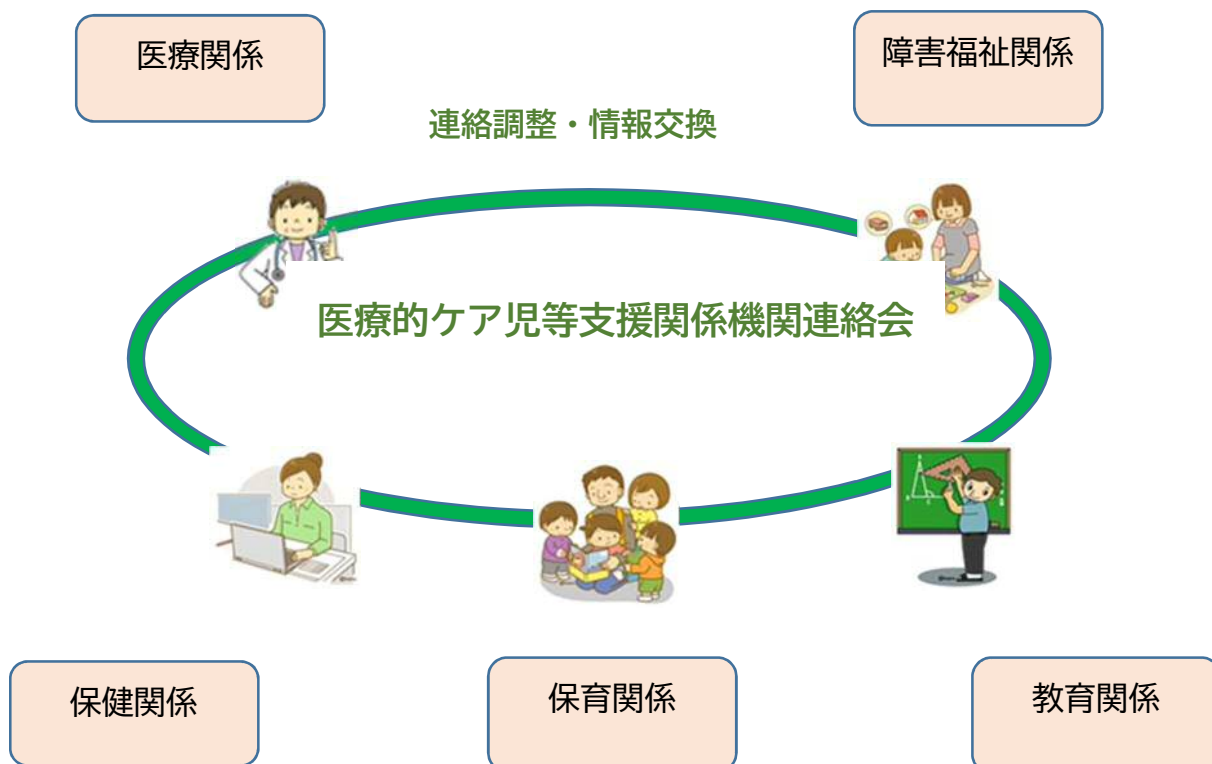 医療関係
障害福祉関係
連絡調整・情報交換
医療的ケア児等支援関係機関連絡会
保健関係
保育関係
教育関係